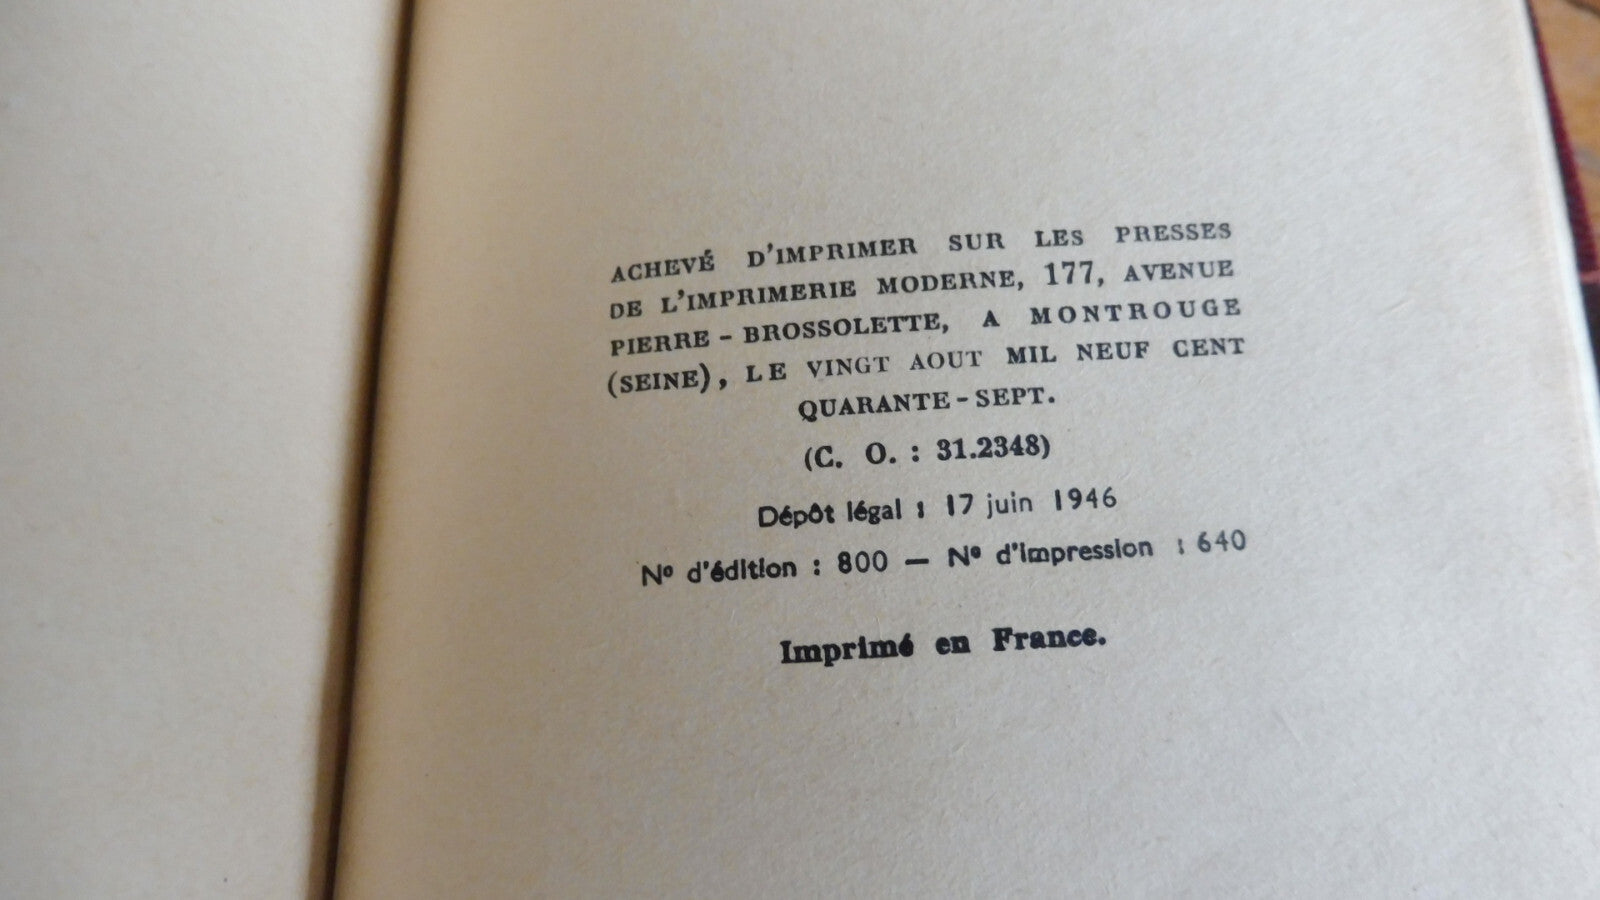 ACHEVÉ D'IMPRIMER SUR LES PRESSES
DE L'IMPRIMERIE MODERNE, 177, AVENUE
PIERRE-BROSSOLETTE, A MONTROUGE
(SEINE), LE VINGT AOUT MIL NEUF CENT
QUARANTE-SEPT.
(C. O. : 31.2348)
Dépôt légal : 17 juin 1946
Nº d'édition : 800 — Nº d'impression : 640
Imprimé en France.